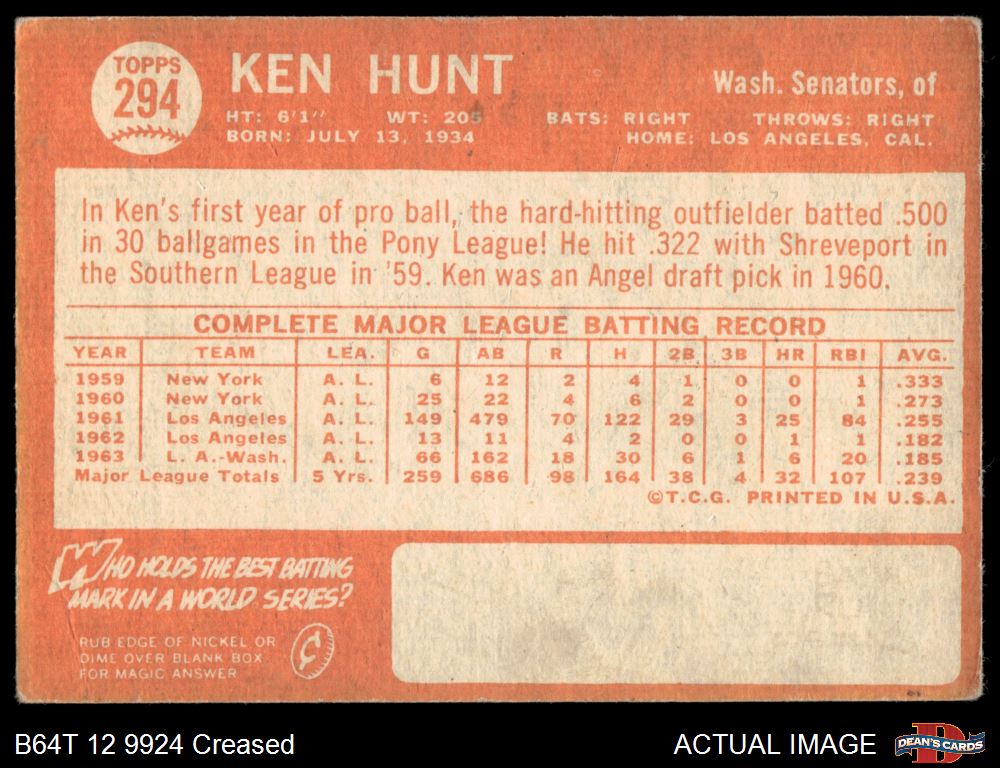 TOPPS
294
KEN HUNT
Wash. Senators, of
HT: 6'1" WT: 205 BATS: RIGHT THROWS: RIGHT
BORN: JULY 13, 1934 HOME: LOS ANGELES, CAL.
In Ken's first year of pro ball, the hard-hitting outfielder batted .500
in 30 ballgames in the Pony League! He hit .322 with Shreveport in
the Southern League in '59. Ken was an Angel draft pick in 1960.
COMPLETE MAJOR LEAGUE BATTING RECORD
YEAR TEAM LEA. G AB R H 2B 3B HR RBI AVG.
1959 New York A. L. 6 12 2 4 1 0 0 1 .333
1960 New York A. L. 25 22 4 6 2 0 0 1 .273
1961 Los Angeles A. L. 149 479 70 122 29 3 25 84 .255
1962 Los Angeles A. L. 13 11 4 2 0 0 1 1 .182
1963 L. A.-Wash. A. L. 66 162 18 30 6 1 6 20 .185
Major League Totals 5 Yrs. 259 686 98 164 38 4 32 107 .239
©T.C.G. PRINTED IN U.S.A.
WHO HOLDS THE BEST BATTING
MARK IN A WORLD SERIES?
RUB EDGE OF NICKEL OR
DIME OVER BLANK BOX
FOR MAGIC ANSWER
¢
B64T 12 9924 Creased
ACTUAL IMAGE
D
DEAN'S CARDS